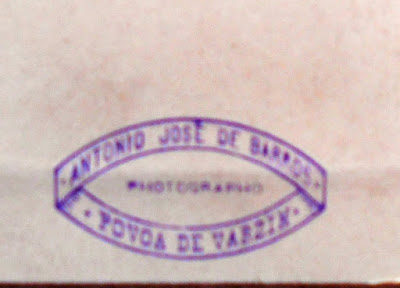 ANTONIO JOSÉ DE BARROS
PHOTOGRAPHO
POVOA DE VARZIM